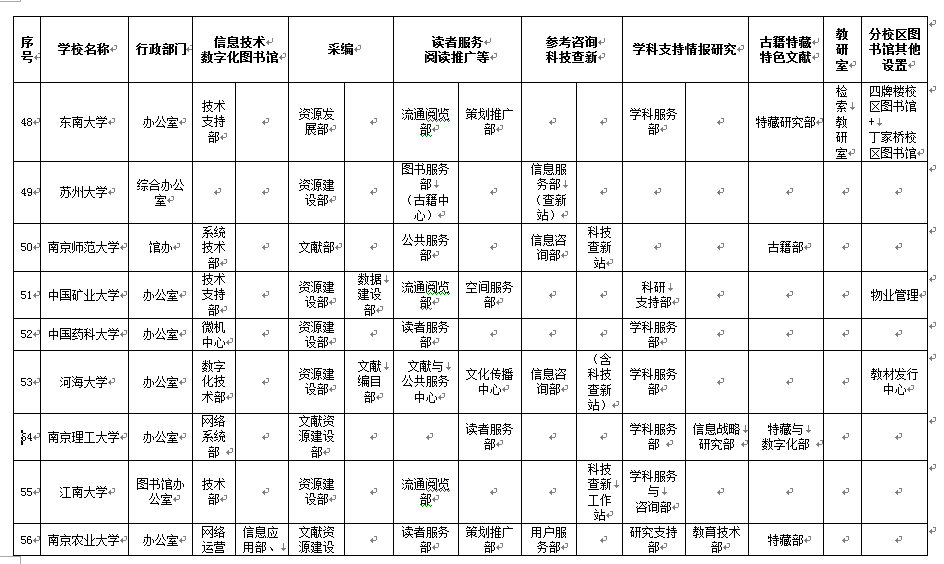 序号 学校名称 行政部门 信息技术 数字化图书馆 采编 读者服务 阅读推广等 参考咨询 科技查新 学科支持情报研究 古籍特藏 特色文献 教研室 分校区图书馆其他设置
48 东南大学 办公室 技术支持部 资源发展部 流通阅览部 策划推广部 学科服务部 特藏研究部 检索教研室 四牌楼校区图书馆+丁家桥校区图书馆
49 苏州大学 综合办公室 资源建设部 图书服务部（古籍中心） 信息服务部（查新站）
50 南京师范大学 馆办 系统技术部 文献部 公共服务部 信息咨询部 科技查新站 古籍部
51 中国矿业大学 办公室 技术支持部 资源建设部 数据建设部 流通阅览部 空间服务部 科研支持部 物业管理
52 中国药科大学 办公室 微机中心 资源建设部 读者服务部 学科服务部
53 河海大学 办公室 数字化技术部 资源建设部 文献编目部 文献与公共服务中心 文化传播中心 信息咨询部 （含科技查新站） 学科服务部 教材发行中心
54 南京理工大学 办公室 网络系统部 文献资源建设部 读者服务部 学科服务部 信息战略研究部 特藏与数字化部
55 江南大学 图书馆办公室 技术部 资源建设部 流通阅览部 科技查新工作站 学科服务与咨询部
56 南京农业大学 办公室 网络运营 信息应用部、 文献资源建设 读者服务部 策划推广部 用户服务部 研究支持部 教育技术部 特藏部